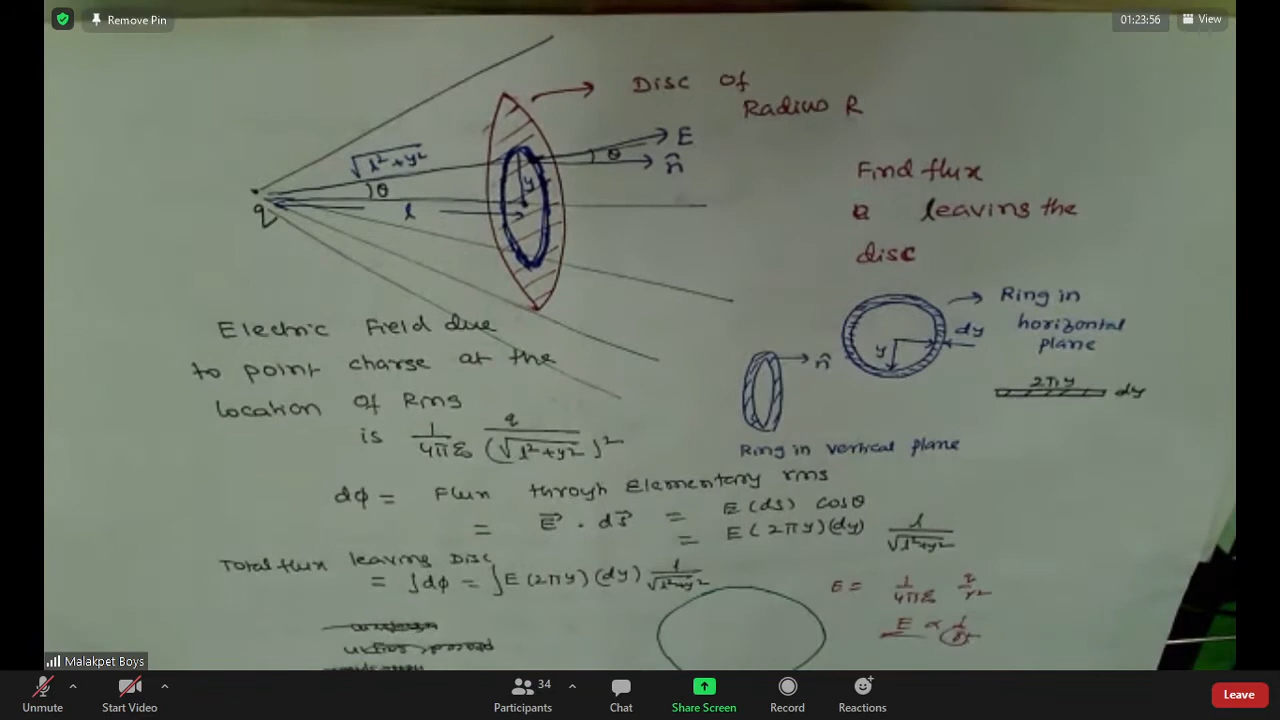 Remove Pin
01:23:56
View
Disc Of
Radius R
E
θ
n̂
√l²+y²
θ
y
q
l
Find flux
leaving the
disc
Ring in
horizontal
plane
dy
y
n̂
2πy
dy
Ring in vertical plane
Electric Field due
to point charge at the
location Of Ring
is 1/4πε₀ q/(√l²+y²)²
dϕ = Flux through Elementary ring
= E⃗ . dS⃗ = E (ds) cosθ
= E(2πy)(dy) l/√l²+y²
Total flux leaving Disc
= ∫dϕ = ∫E(2πy)(dy) l/√l²+y²
E = 1/4πε₀ q/r²
E ∝
Malakpet Boys
Unmute
Start Video
34
Participants
Chat
Share Screen
Record
Reactions
Leave